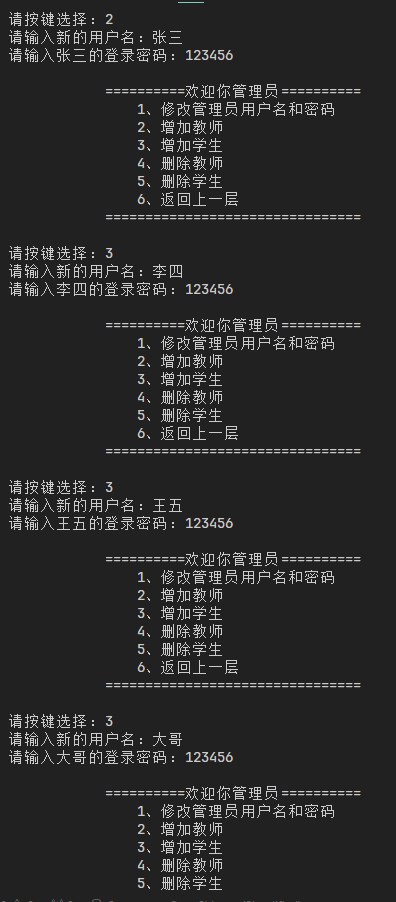 请按键选择：2
请输入新的用户名：张三
请输入张三的登录密码：123456
==========欢迎你管理员==========
1、修改管理员用户名和密码
2、增加教师
3、增加学生
4、删除教师
5、删除学生
6、返回上一层
================================
请按键选择：3
请输入新的用户名：李四
请输入李四的登录密码：123456
==========欢迎你管理员==========
1、修改管理员用户名和密码
2、增加教师
3、增加学生
4、删除教师
5、删除学生
6、返回上一层
================================
请按键选择：3
请输入新的用户名：王五
请输入王五的登录密码：123456
==========欢迎你管理员==========
1、修改管理员用户名和密码
2、增加教师
3、增加学生
4、删除教师
5、删除学生
6、返回上一层
================================
请按键选择：3
请输入新的用户名：大哥
请输入大哥的登录密码：123456
==========欢迎你管理员==========
1、修改管理员用户名和密码
2、增加教师
3、增加学生
4、删除教师
5、删除学生